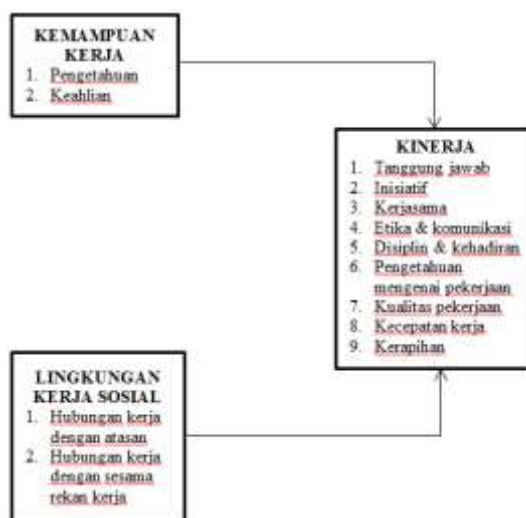 KEMAMPUAN
KERJA
1. Pengetahuan
2. Keahlian
KINERJA
1. Tanggung jawab
2. Inisiatif
3. Kerjasama
4. Etika & komunikasi
5. Disiplin & kehadiran
6. Pengetahuan
mengenai pekerjaan
7. Kualitas pekerjaan
8. Kecepatan kerja
9. Kerapihan
LINGKUNGAN
KERJA SOSIAL
1. Hubungan kerja
dengan atasan
2. Hubungan kerja
dengan sesama
rekan kerja